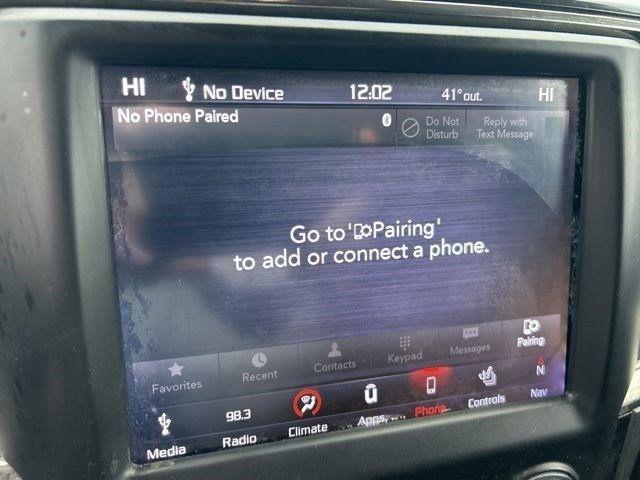 HI No Device 12:02 41° out. HI
No Phone Paired Do Not Disturb Reply with Text Message
Go to 'Pairing'
to add or connect a phone.
Favorites Recent Contacts Keypad Messages Pairing
98.3 N
Media Radio Climate Apps Phone Controls Nav